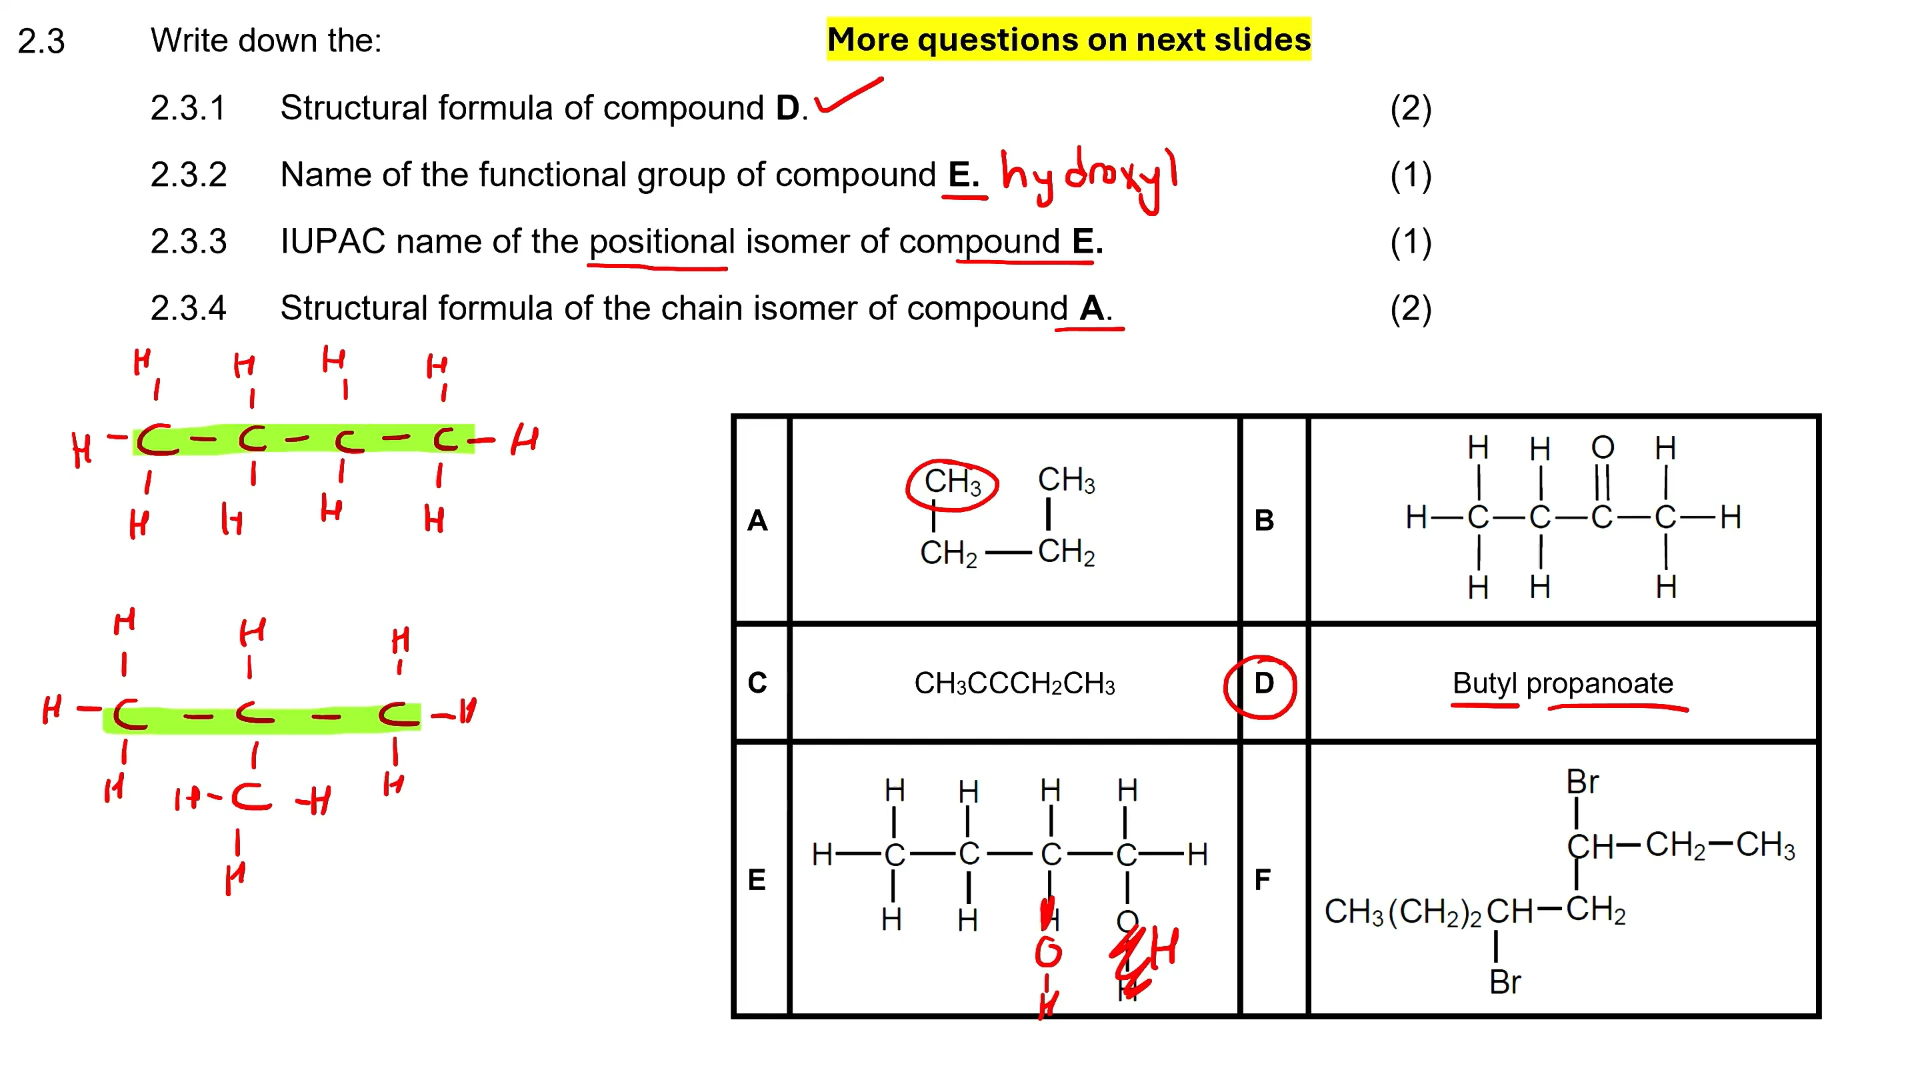 2.3 Write down the: More questions on next slides
2.3.1 Structural formula of compound D. (2)
2.3.2 Name of the functional group of compound E. hydroxyl (1)
2.3.3 IUPAC name of the positional isomer of compound E. (1)
2.3.4 Structural formula of the chain isomer of compound A. (2)
H H H H
H - C - C - C - C - H
H H H H
H H H
H - C - C - C - H
H H - C - H H
H
A
CH₃ CH₃
CH₂ — CH₂
B
H H O H
H—C—C—C—C—H
H H H
C
CH₃CCCH₂CH₃
D
Butyl propanoate
E
H H H H
H—C—C—C—C—H
H H H O
O H
H H
F
Br
CH—CH₂—CH₃
CH₃(CH₂)₂CH—CH₂
Br